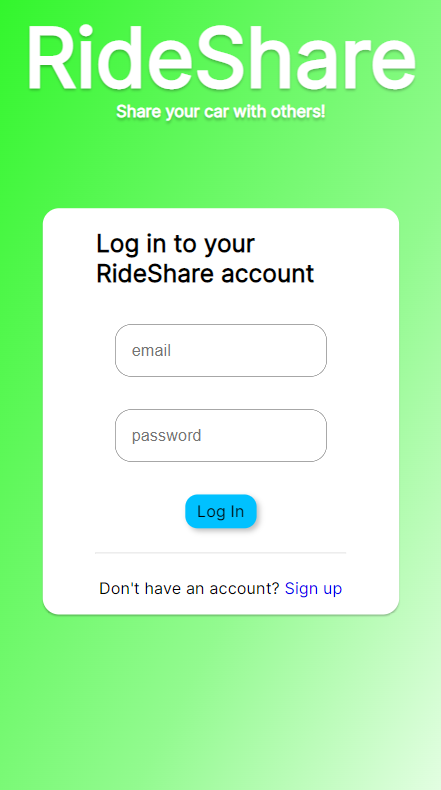 RideShare
Share your car with others!
Log in to your
RideShare account
email
password
Log In
Don't have an account? Sign up